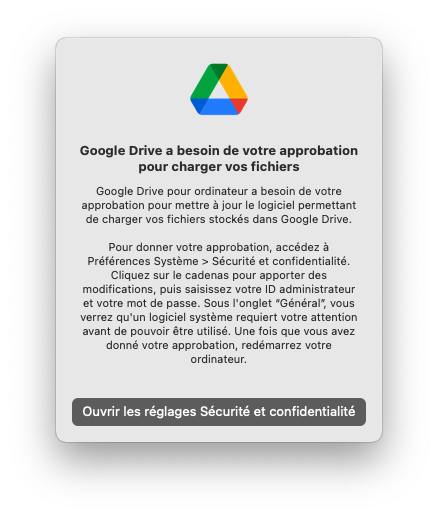 Google Drive a besoin de votre approbation
pour charger vos fichiers
Google Drive pour ordinateur a besoin de votre
approbation pour mettre à jour le logiciel permettant
de charger vos fichiers stockés dans Google Drive.
Pour donner votre approbation, accédez à
Préférences Système > Sécurité et confidentialité.
Cliquez sur le cadenas pour apporter des
modifications, puis saisissez votre ID administrateur
et votre mot de passe. Sous l'onglet “Général”, vous
verrez qu'un logiciel système requiert votre attention
avant de pouvoir être utilisé. Une fois que vous avez
donné votre approbation, redémarrez votre
ordinateur.
Ouvrir les réglages Sécurité et confidentialité